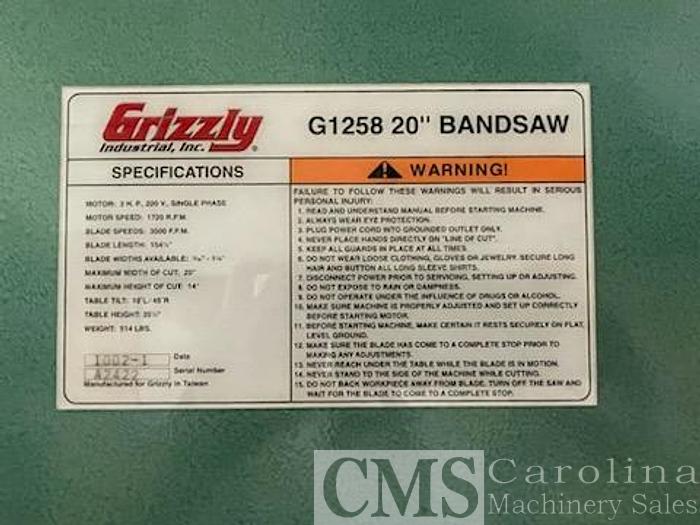 Grizzly
Industrial, Inc. ®
G1258 20" BANDSAW
SPECIFICATIONS
MOTOR: 3 H.P., 220 V., SINGLE PHASE
MOTOR SPEED: 1720 R.P.M.
BLADE SPEEDS: 3000 F.P.M.
BLADE LENGTH:
BLADE WIDTHS AVAILABLE:
MAXIMUM WIDTH OF CUT: 20"
MAXIMUM HEIGHT OF CUT: 14"
TABLE TILT: 10°L / 45°R
TABLE HEIGHT:
WEIGHT: 514 LBS.
1002-1 Date
A2422 Serial Number
Manufactured for Grizzly in Taiwan
WARNING!
FAILURE TO FOLLOW THESE WARNINGS WILL RESULT IN SERIOUS
PERSONAL INJURY:
1. READ AND UNDERSTAND MANUAL BEFORE STARTING MACHINE.
2. ALWAYS WEAR EYE PROTECTION.
3. PLUG POWER CORD INTO GROUNDED OUTLET ONLY.
4. NEVER PLACE HANDS DIRECTLY ON "LINE OF CUT".
5. KEEP ALL GUARDS IN PLACE AT ALL TIMES.
6. DO NOT WEAR LOOSE CLOTHING, GLOVES OR JEWELRY. SECURE LONG
HAIR AND BUTTON ALL LONG SLEEVE SHIRTS.
7. DISCONNECT POWER PRIOR TO SERVICING, SETTING UP OR ADJUSTING.
8. DO NOT EXPOSE TO RAIN OR DAMPNESS.
9. DO NOT OPERATE UNDER THE INFLUENCE OF DRUGS OR ALCOHOL.
10. MAKE SURE MACHINE IS PROPERLY ADJUSTED AND SET UP CORRECTLY
BEFORE STARTING MOTOR.
11. BEFORE STARTING MACHINE, MAKE CERTAIN IT RESTS SECURELY ON FLAT,
LEVEL GROUND.
12. MAKE SURE THE BLADE HAS COME TO A COMPLETE STOP PRIOR TO
MAKING ANY ADJUSTMENTS.
13. NEVER REACH UNDER THE TABLE WHILE THE BLADE IS IN MOTION.
14. NEVER STAND TO THE SIDE OF THE MACHINE WHILE CUTTING.
15. DO NOT BACK WORKPIECE AWAY FROM BLADE. TURN OFF THE SAW AND
WAIT FOR THE BLADE TO COME TO A COMPLETE STOP.
CMS Carolina
Machinery Sales